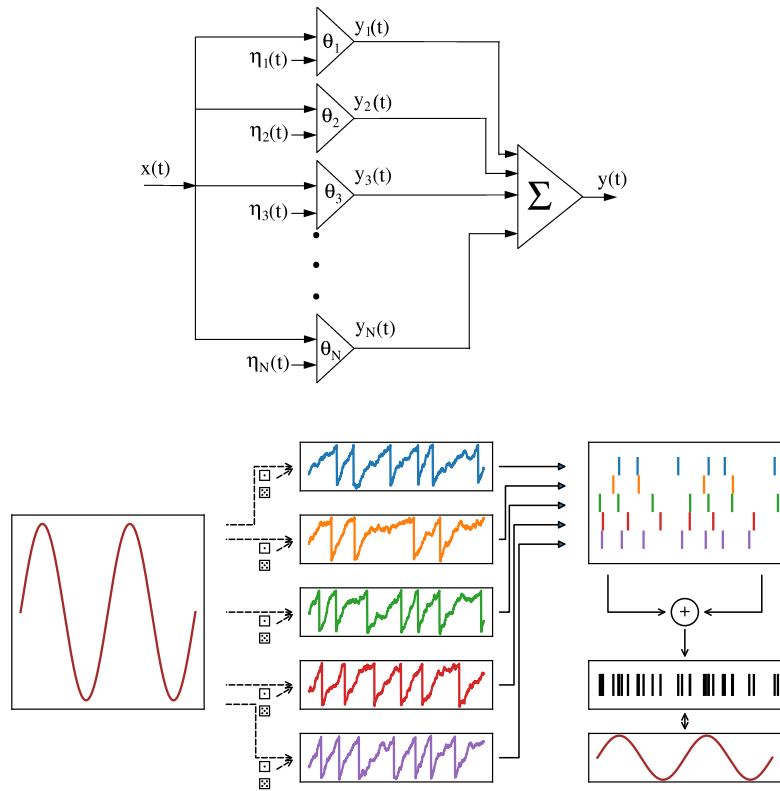 y₁(t)
θ₁
η₁(t)
y₂(t)
θ₂
η₂(t)
x(t)
y₃(t)
θ₃
η₃(t)
Σ
y(t)
y_N(t)
θ_N
η_N(t)
+